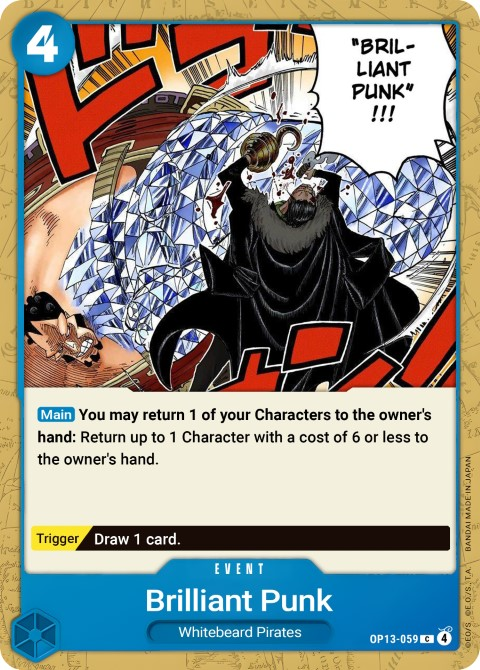 4
"BRIL-
LIANT
PUNK"
!!!
Main You may return 1 of your Characters to the owner's
hand: Return up to 1 Character with a cost of 6 or less to
the owner's hand.
Trigger Draw 1 card.
EVENT
Brilliant Punk
Whitebeard Pirates
OP13-059 C 4
©E.O/S. ©E.O/S.,T.A BANDAI MADE IN JAPAN